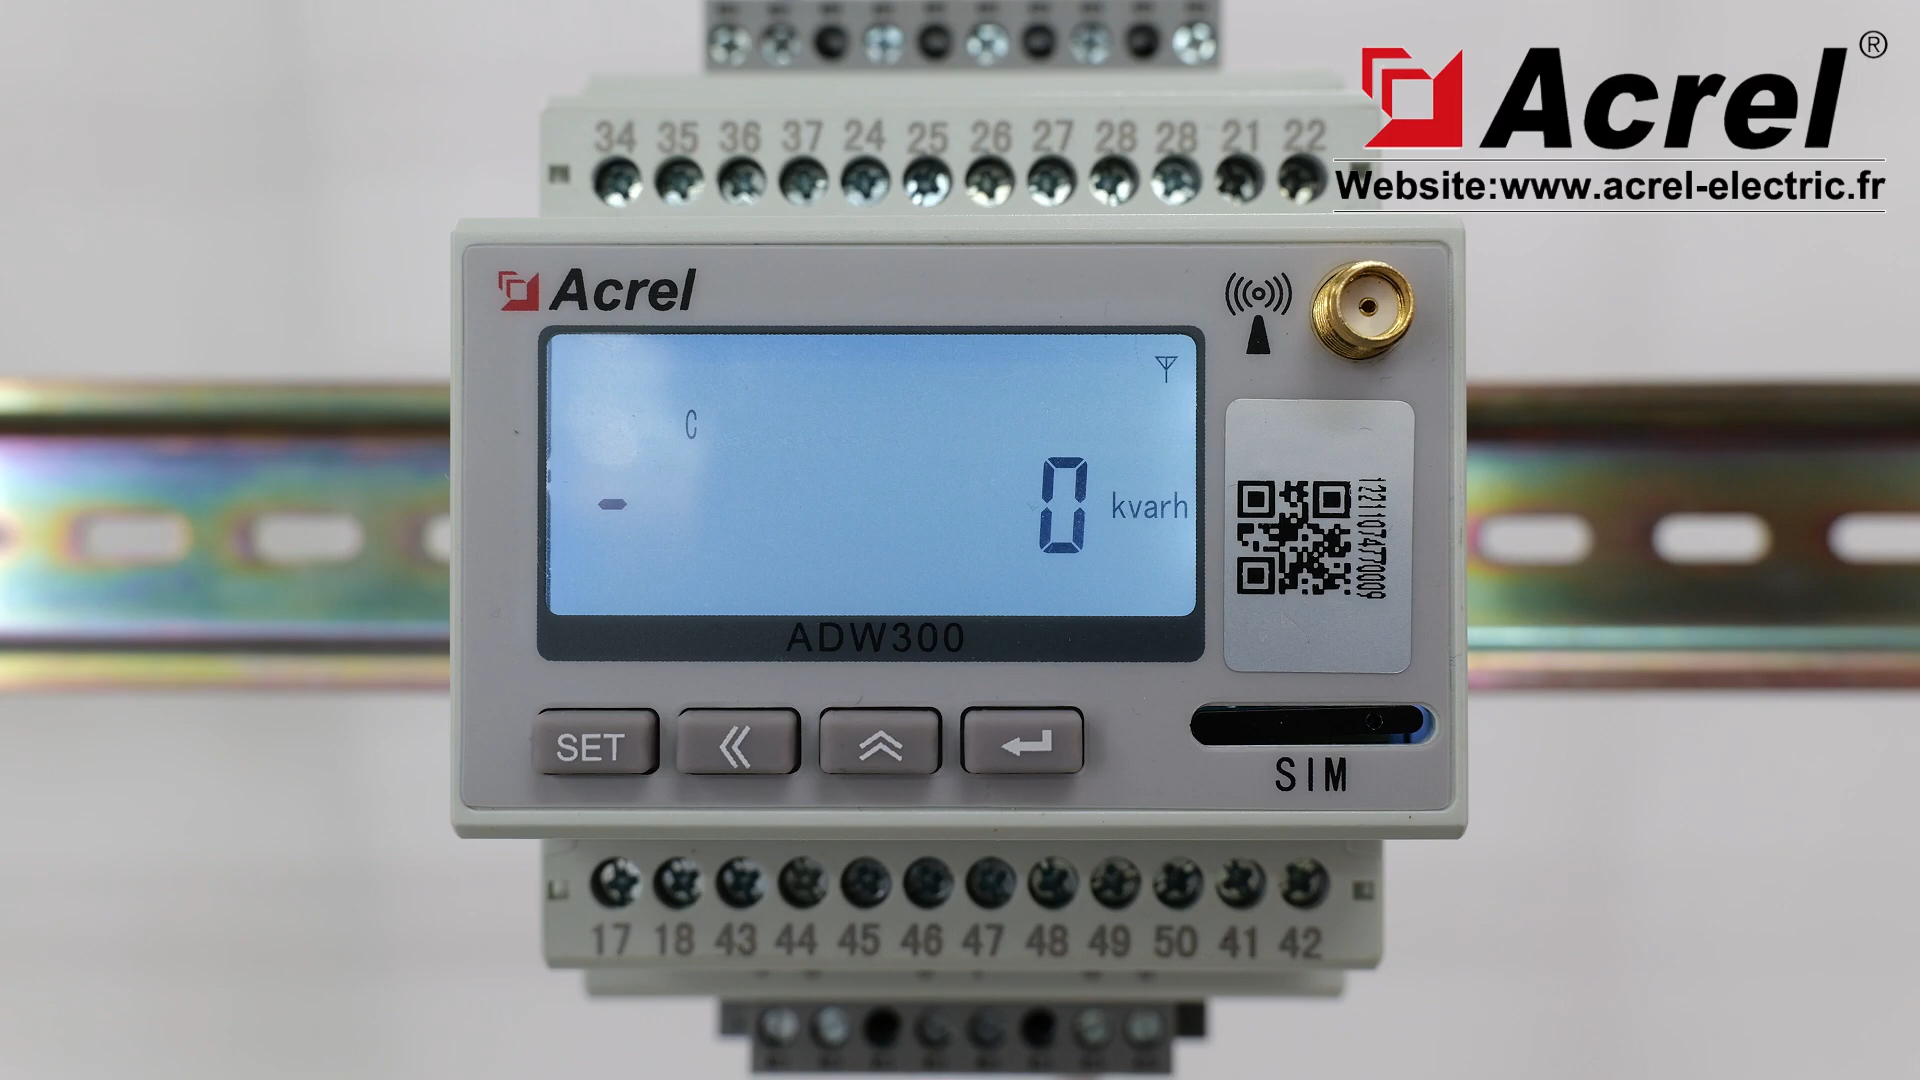 Acrel®
Website:www.acrel-electric.fr
34 35 36 37 24 25 26 27 28 28 21 22
Acrel
C
- 0 kvarh
12211074770009
ADW300
SET
SIM
17 18 43 44 45 46 47 48 49 50 41 42